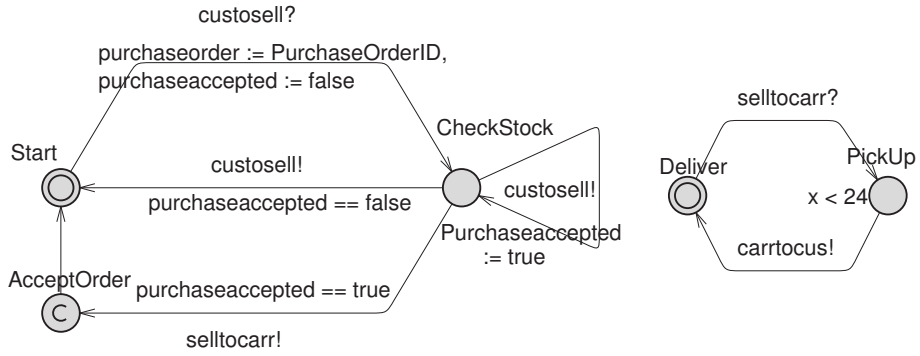 custosell?
purchaseorder := PurchaseOrderID,
purchaseaccepted := false
Start
CheckStock
custosell!
purchaseaccepted == false
custosell!
Purchaseaccepted
:= true
AcceptOrder
C
purchaseaccepted == true
selltocarr!
selltocarr?
Deliver
PickUp
x < 24
carrtocus!